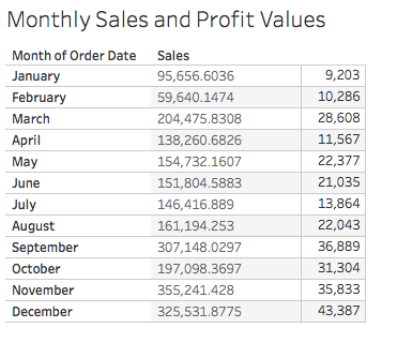 Monthly Sales and Profit Values
Month of Order Date Sales
January 95,656.6036 9,203
February 59,640.1474 10,286
March 204,475.8308 28,608
April 138,260.6826 11,567
May 154,732.1607 22,377
June 151,804.5883 21,035
July 146,416.889 13,864
August 161,194.253 22,043
September 307,148.0297 36,889
October 197,098.3697 31,304
November 355,241.428 35,833
December 325,531.8775 43,387